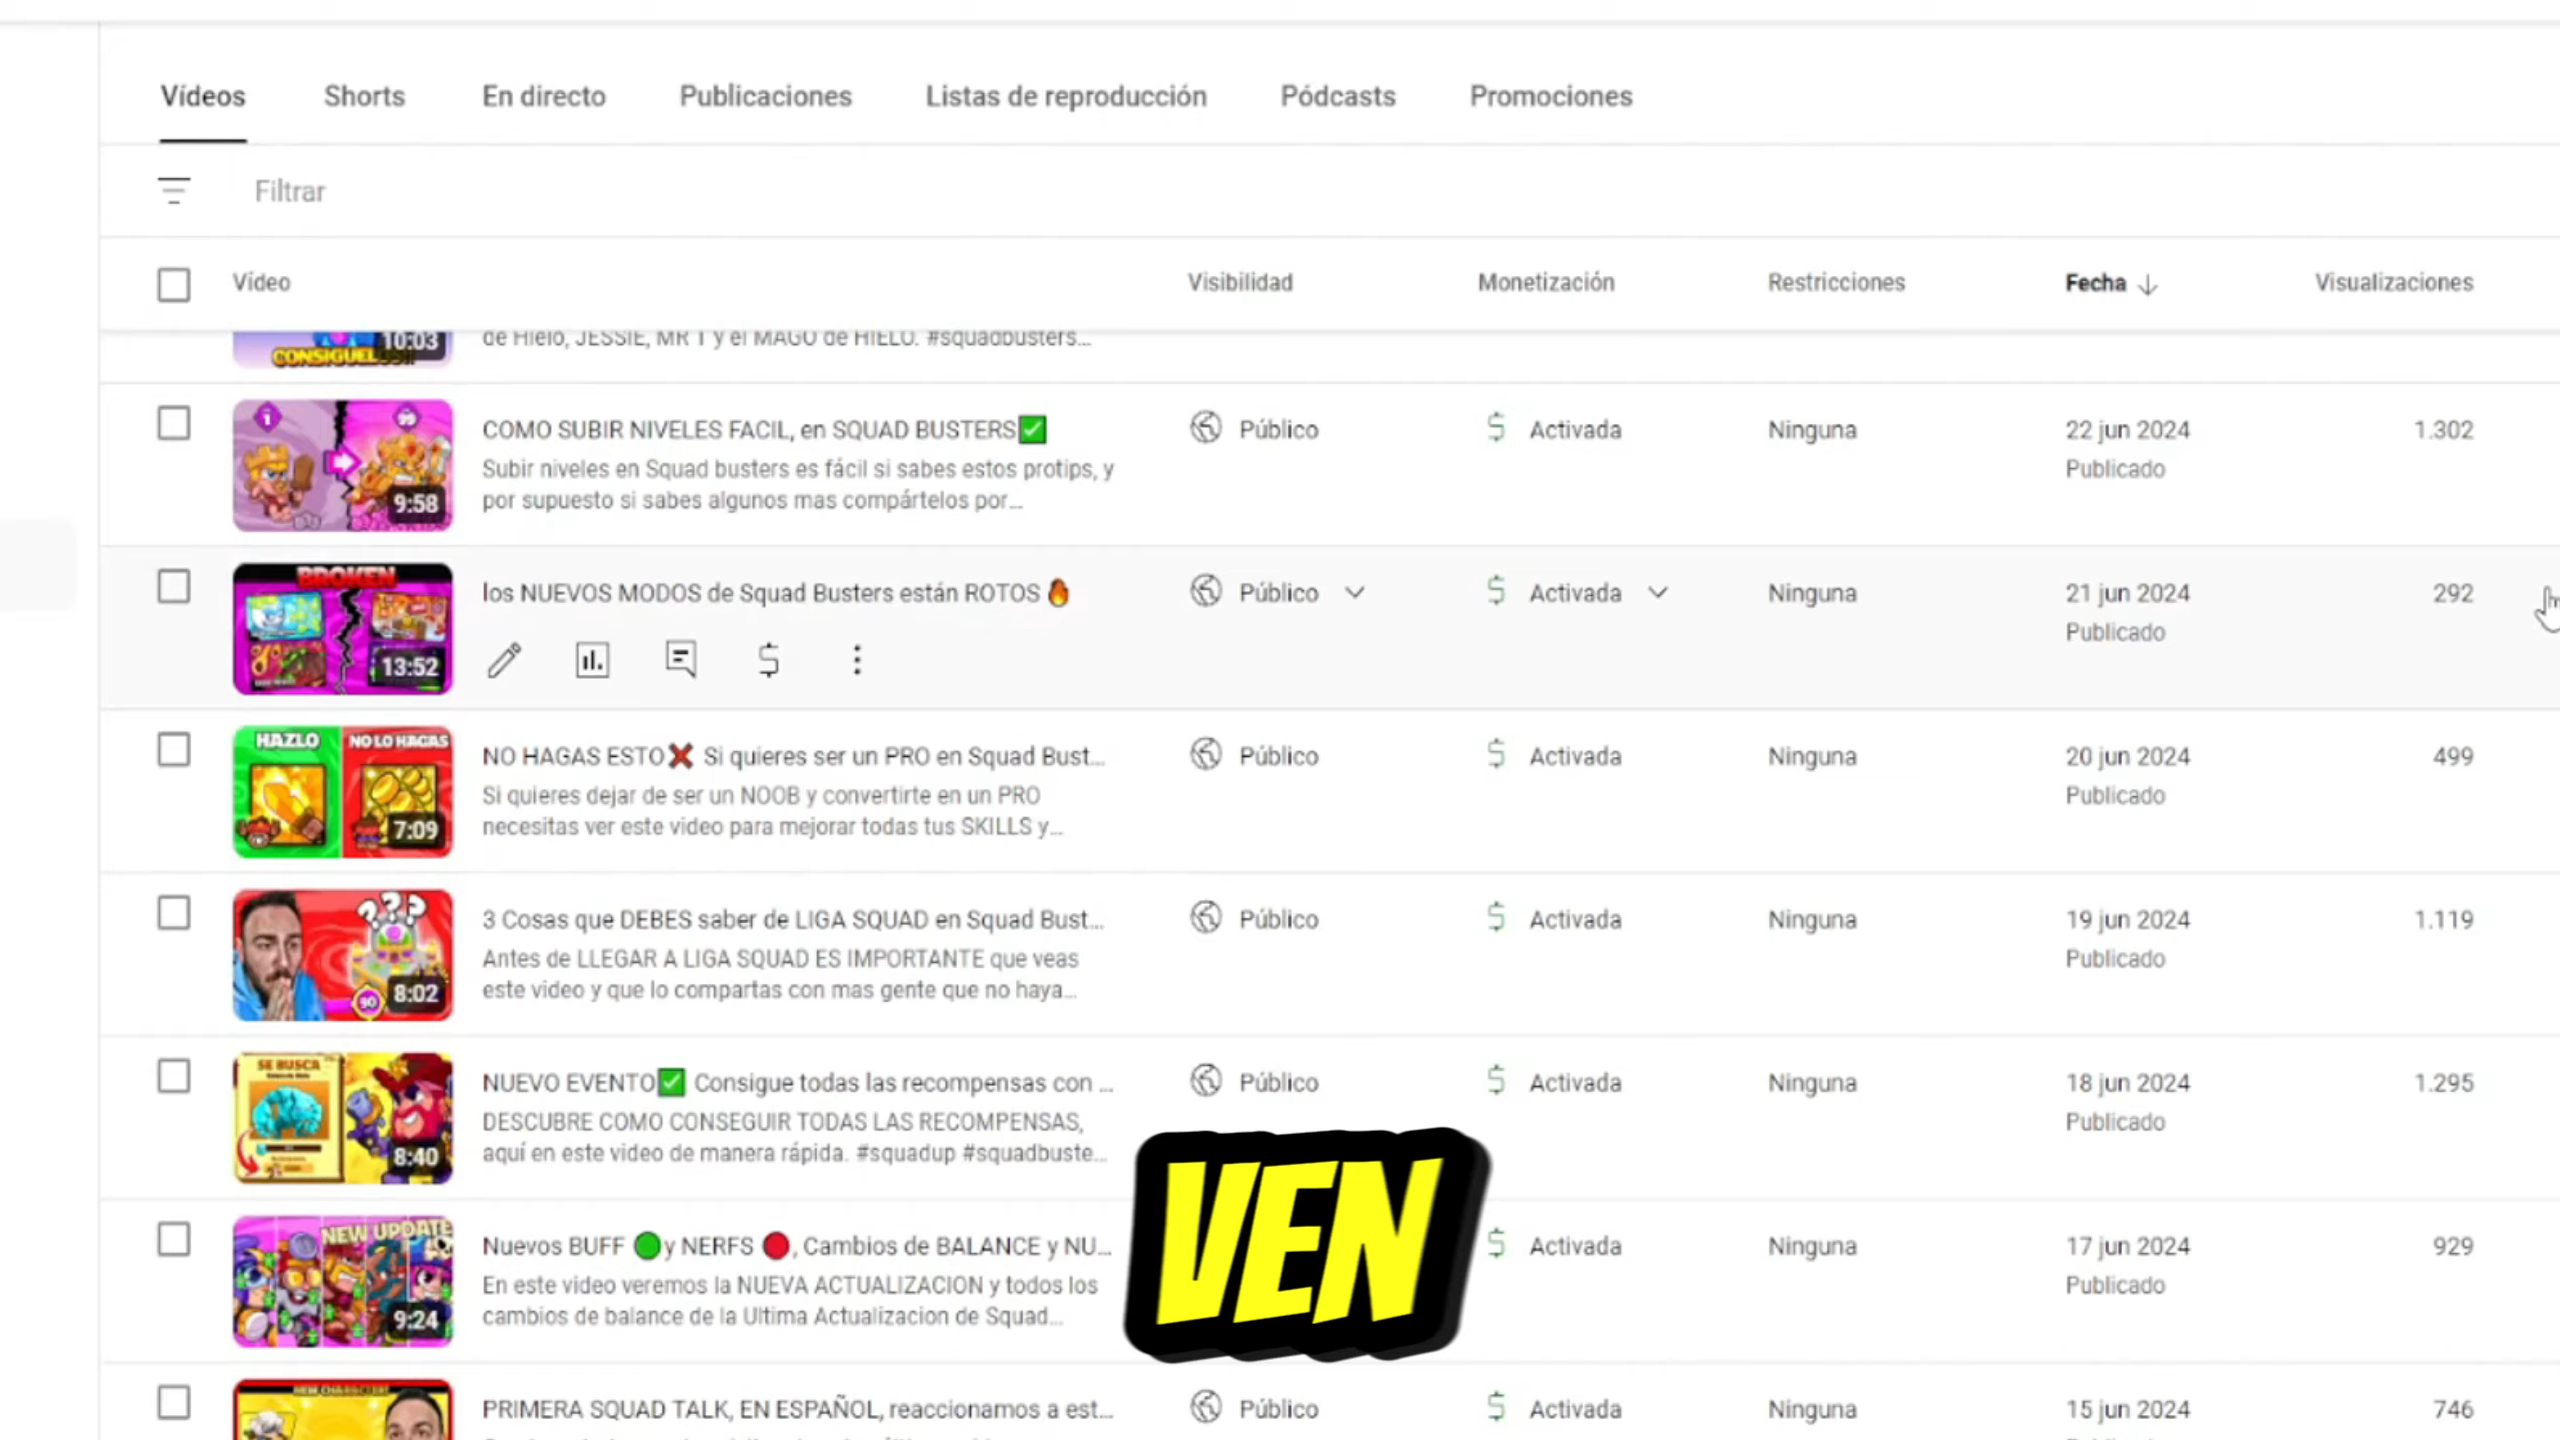 Vídeos Shorts En directo Publicaciones Listas de reproducción Pódcasts Promociones
Filtrar
Vídeo Visibilidad Monetización Restricciones Fecha Visualizaciones
10:03
de Hielo, JESSIE, MR T y el MAGO de HIELO. #squadbusters...
9:58
COMO SUBIR NIVELES FACIL, en SQUAD BUSTERS✅ Público Activada Ninguna 22 jun 2024 1.302
Subir niveles en Squad busters es fácil si sabes estos protips, y Publicado
por supuesto si sabes algunos mas compártelos por...
BROKEN
13:52
los NUEVOS MODOS de Squad Busters están ROTOS🔥 Público Activada Ninguna 21 jun 2024 292
Publicado
HAZLO NO LO HAGAS
7:09
NO HAGAS ESTO❌ Si quieres ser un PRO en Squad Bust... Público Activada Ninguna 20 jun 2024 499
Si quieres dejar de ser un NOOB y convertirte en un PRO Publicado
necesitas ver este video para mejorar todas tus SKILLS y...
???
90
8:02
3 Cosas que DEBES saber de LIGA SQUAD en Squad Bust... Público Activada Ninguna 19 jun 2024 1.119
Antes de LLEGAR A LIGA SQUAD ES IMPORTANTE que veas Publicado
este video y que lo compartas con mas gente que no haya...
SE BUSCA
8:40
NUEVO EVENTO✅ Consigue todas las recompensas con ... Público Activada Ninguna 18 jun 2024 1.295
DESCUBRE COMO CONSEGUIR TODAS LAS RECOMPENSAS, Publicado
aquí en este video de manera rápida. #squadup #squadbuste...
VEN
NEW UPDATE
9:24
Nuevos BUFF 🟢y NERFS 🔴, Cambios de BALANCE y NU... Activada Ninguna 17 jun 2024 929
En este video veremos la NUEVA ACTUALIZACION y todos los Publicado
cambios de balance de la Ultima Actualizacion de Squad...
NEW CHARACTER!
PRIMERA SQUAD TALK, EN ESPAÑOL, reaccionamos a est... Público Activada Ninguna 15 jun 2024 746